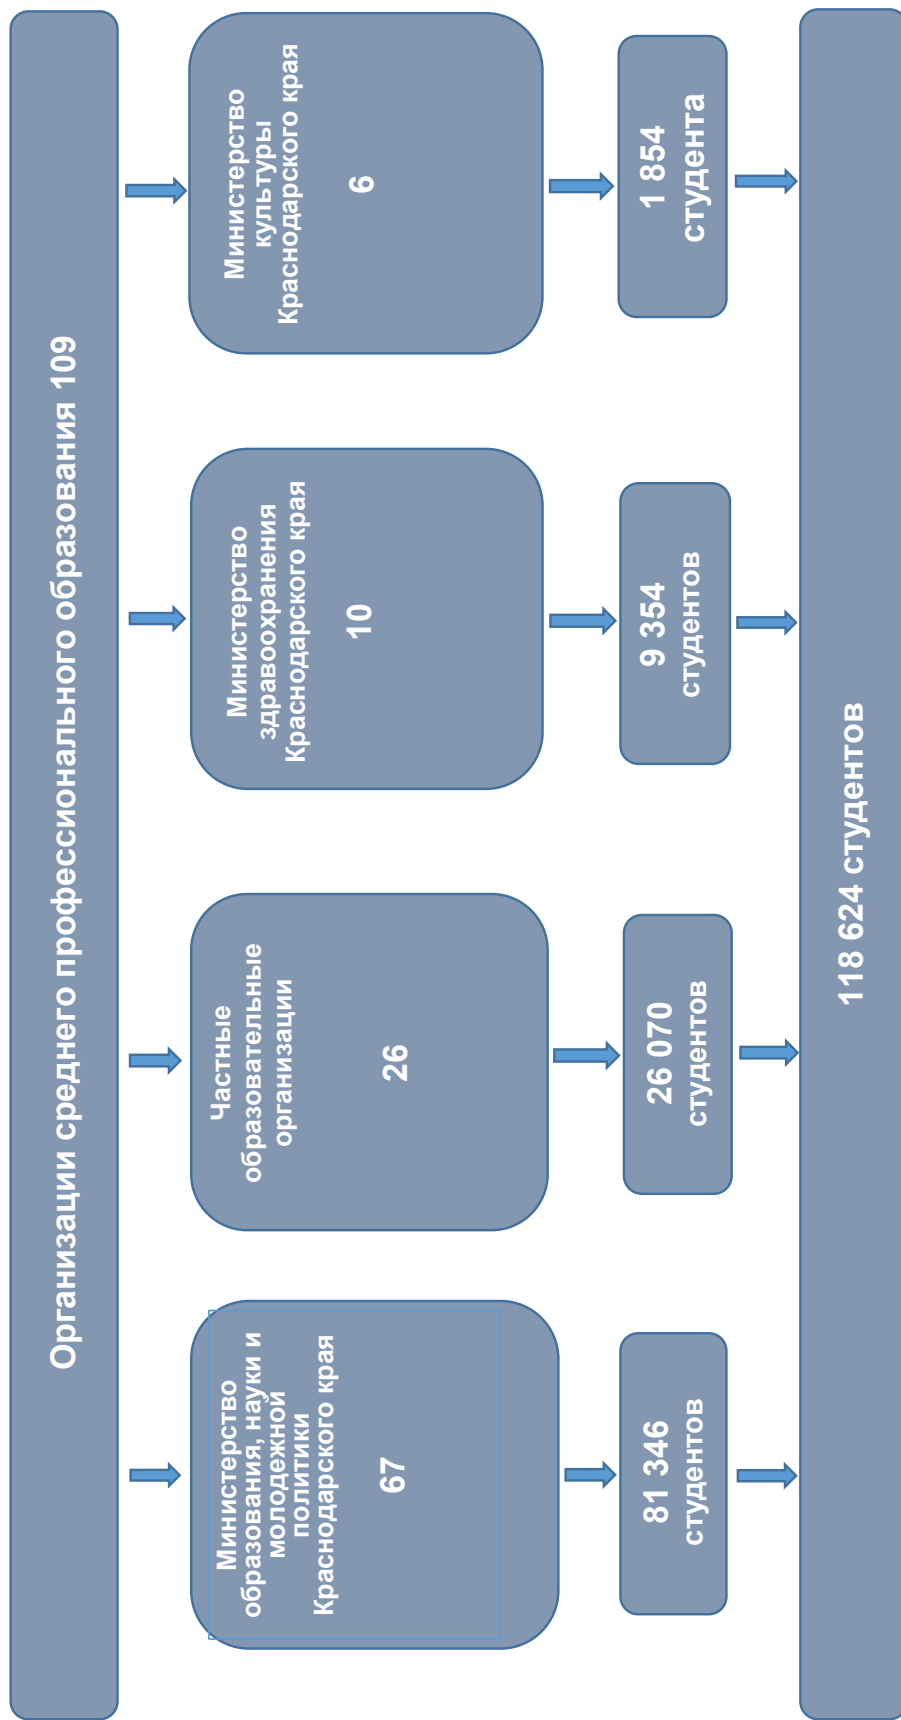 Организации среднего профессионального образования 109
Министерство
образования, науки и
молодежной
политики
Краснодарского края
67
Частные
образовательные
организации
26
Министерство
здравоохранения
Краснодарского края
10
Министерство
культуры
Краснодарского края
6
81 346
студентов
26 070
студентов
9 354
студентов
1 854
студента
118 624 студентов